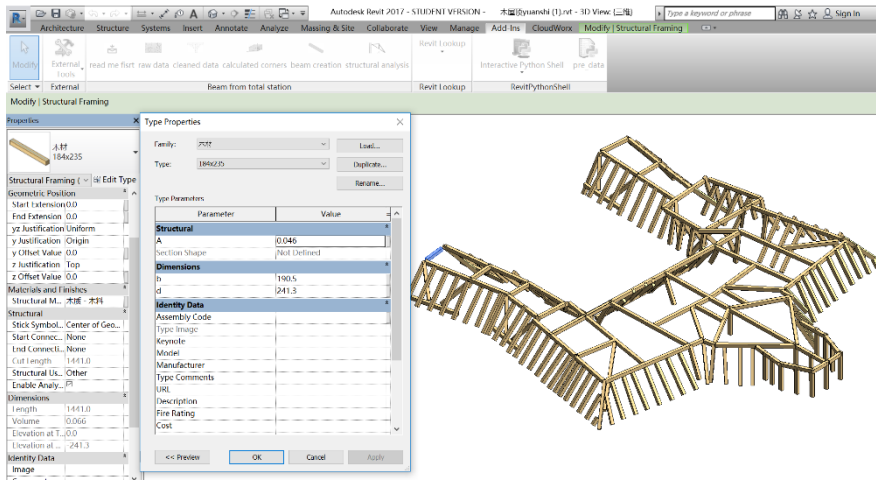 Autodesk Revit 2017 - STUDENT VERSION - 木屋顶yuanshi (1).rvt - 3D View: {三维}
Type a keyword or phrase
Sign In
Architecture Structure Systems Insert Annotate Analyze Massing & Site Collaborate View Manage Add-Ins CloudWorx Modify | Structural Framing
Modify
External Tools
read me fisrt raw data cleaned data calculated corners beam creation structural analysis
Revit Lookup
Interactive Python Shell pre_data
Select External Beam from total station Revit Lookup RevitPythonShell
Modify | Structural Framing
Properties
木材
184x235
Structural Framing (
Edit Type
Geometric Position
Start Extension 0.0
End Extension 0.0
yz Justification Uniform
y Justification Origin
y Offset Value 0.0
z Justification Top
z Offset Value 0.0
Materials and Finishes
Structural M...
Structural
Stick Symbol... Center of Geo...
Start Connec... None
End Connecti... None
Cut Length 1441.0
Structural Us... Other
Enable Analy...
Dimensions
Length 1441.0
Volume 0.066
Elevation at T... 0.0
Elevation at ... -241.3
Identity Data
Image
Type Properties
Family: 木材
Load...
Type: 184x235
Duplicate...
Rename...
Type Parameters
Parameter Value =
Structural
A 0.046
Section Shape Not Defined
Dimensions
b 190.5
d 241.3
Identity Data
Assembly Code
Type Image
Keynote
Model
Manufacturer
Type Comments
URL
Description
Fire Rating
Cost
<< Preview OK Cancel Apply